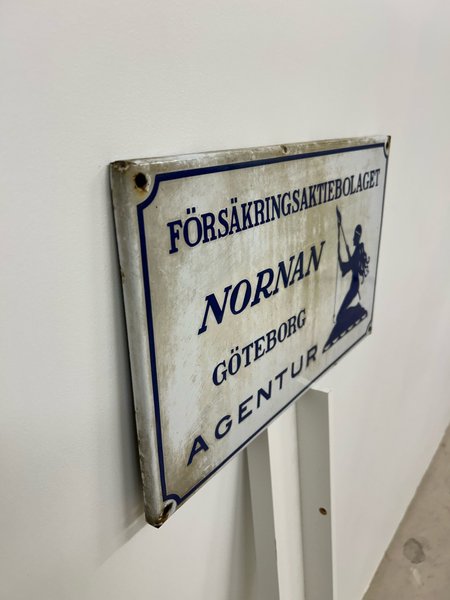 FÖRSÄKRINGSAKTIEBOLAGET
NORNAN
GÖTEBORG
AGENTUR